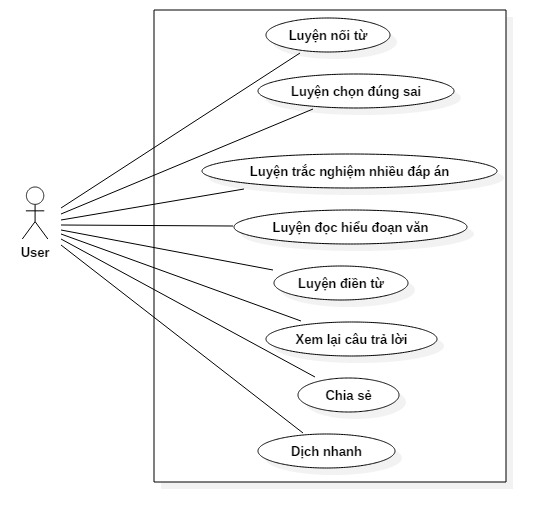 Luyện nối từ
Luyện chọn đúng sai
Luyện trắc nghiệm nhiều đáp án
Luyện đọc hiểu đoạn văn
User
Luyện điền từ
Xem lại câu trả lời
Chia sẻ
Dịch nhanh